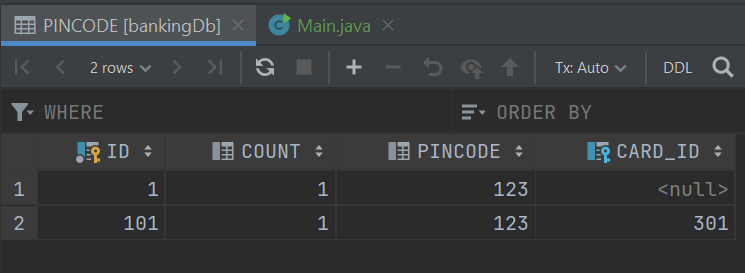 PINCODE [bankingDb] Main.java
2 rows Tx: Auto DDL
WHERE ORDER BY
ID COUNT PINCODE CARD_ID
1 1 1 123 <null>
2 101 1 123 301